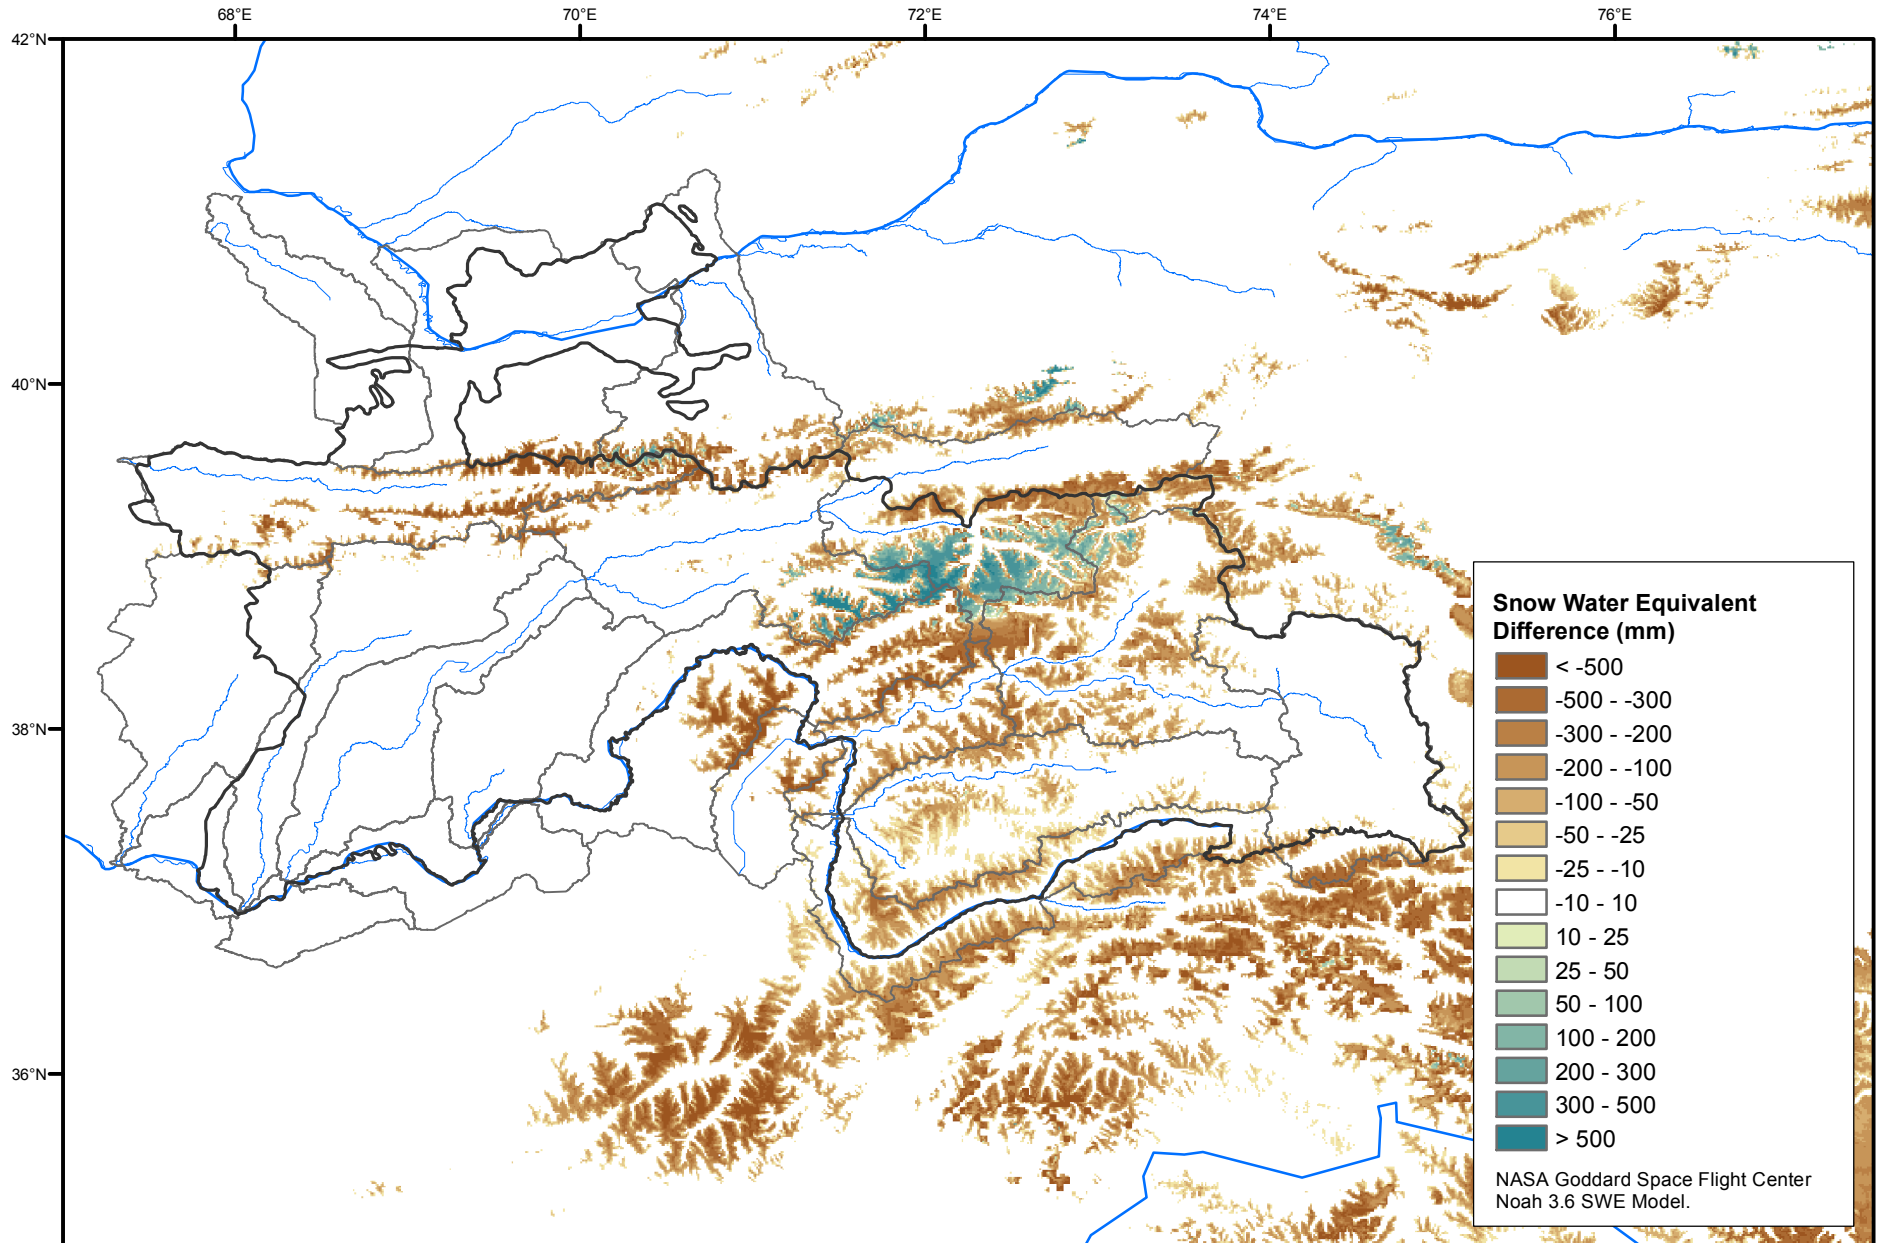 68°E 70°E 72°E 74°E 76°E
42°N
40°N
38°N
36°N
Snow Water Equivalent
Difference (mm)
< -500
-500 - -300
-300 - -200
-200 - -100
-100 - -50
-50 - -25
-25 - -10
-10 - 10
10 - 25
25 - 50
50 - 100
100 - 200
200 - 300
300 - 500
> 500
NASA Goddard Space Flight Center
Noah 3.6 SWE Model.